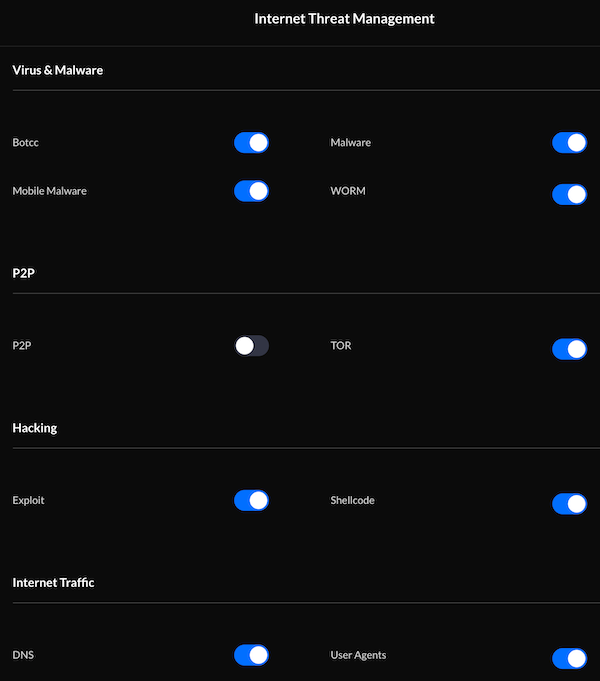 Internet Threat Management
Virus & Malware
Botcc
Malware
Mobile Malware
WORM
P2P
P2P
TOR
Hacking
Exploit
Shellcode
Internet Traffic
DNS
User Agents